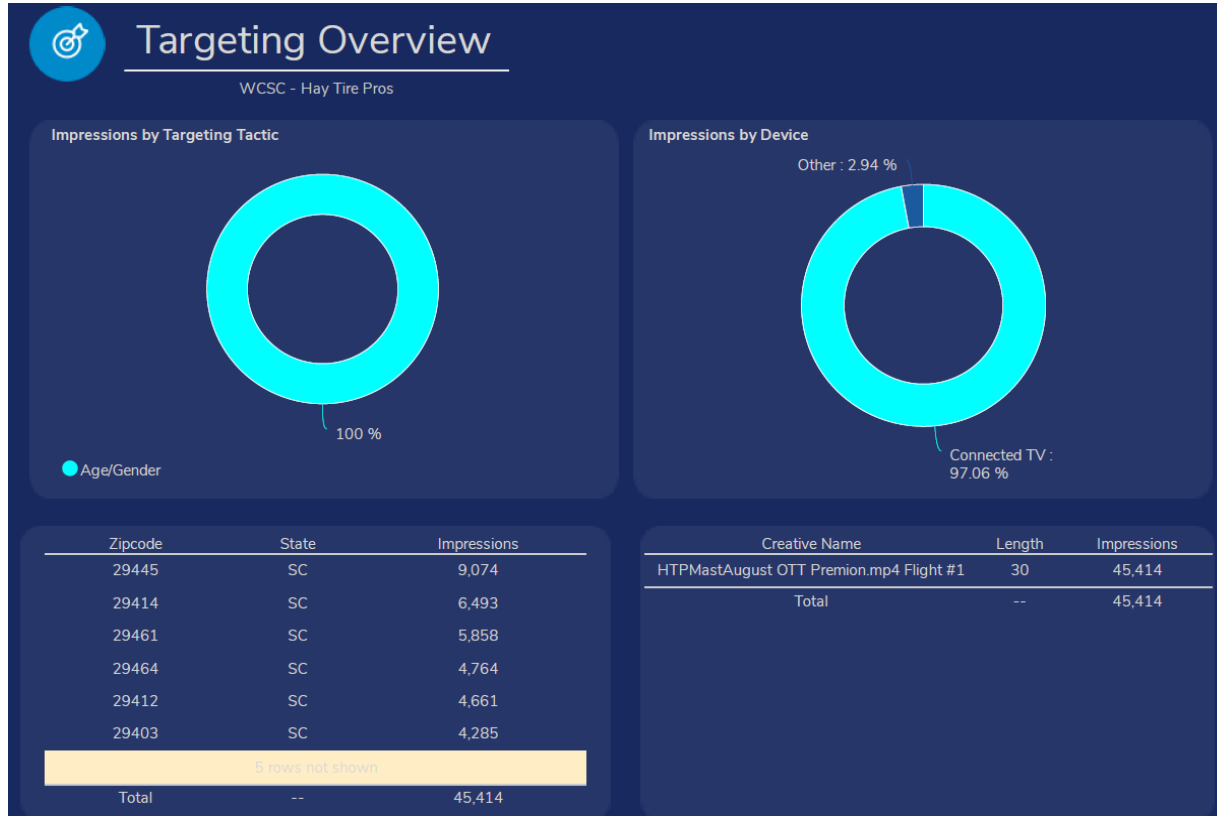 Targeting Overview
WCSC - Hay Tire Pros
Impressions by Targeting Tactic
100 %
Age/Gender
Impressions by Device
Other : 2.94 %
Connected TV :
97.06 %
Zipcode State Impressions
29445 SC 9,074
29414 SC 6,493
29461 SC 5,858
29464 SC 4,764
29412 SC 4,661
29403 SC 4,285
5 rows not shown
Total -- 45,414
Creative Name Length Impressions
HTPMastAugust OTT Premion.mp4 Flight #1 30 45,414
Total -- 45,414